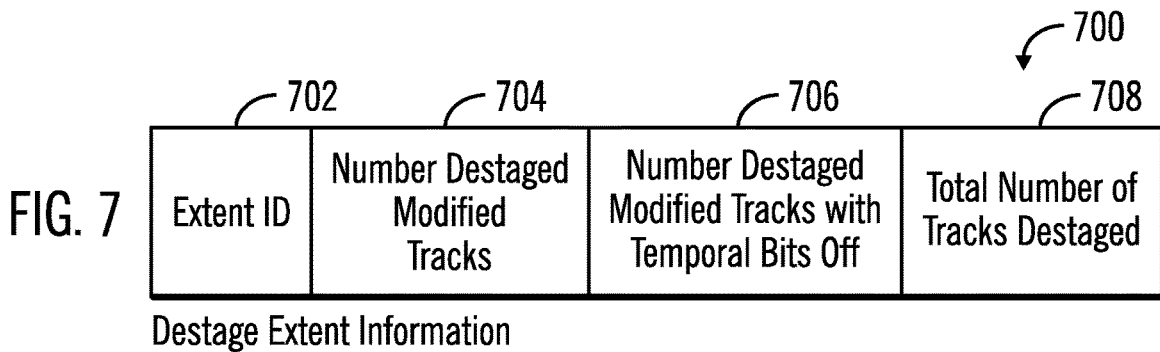 700
702
704
706
708
FIG. 7
Extent ID
Number Destaged
Modified
Tracks
Number Destaged
Modified Tracks with
Temporal Bits Off
Total Number of
Tracks Destaged
Destage Extent Information